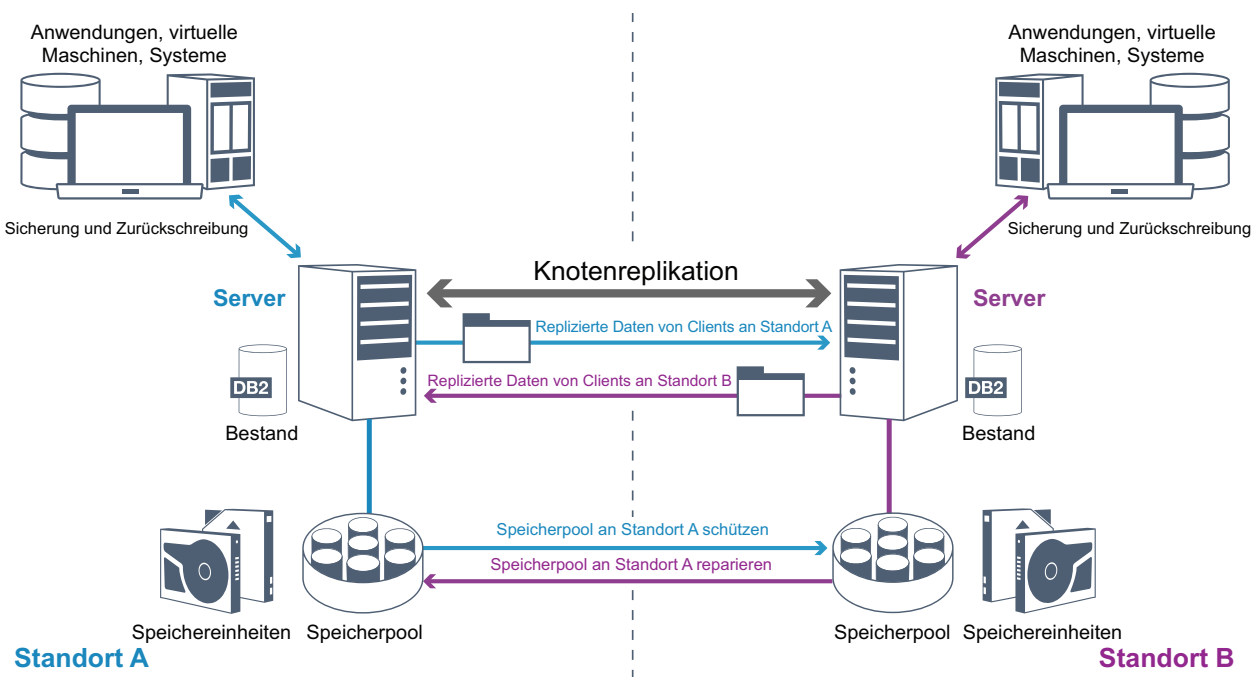 Anwendungen, virtuelle
Maschinen, Systeme
Anwendungen, virtuelle
Maschinen, Systeme
Sicherung und Zurückschreibung
Sicherung und Zurückschreibung
Knotenreplikation
Server
Server
Replizierte Daten von Clients an Standort A
Replizierte Daten von Clients an Standort B
DB2
DB2
Bestand
Bestand
Speicherpool an Standort A schützen
Speicherpool an Standort A reparieren
Speichereinheiten
Speicherpool
Speicherpool
Speichereinheiten
Standort A
Standort B